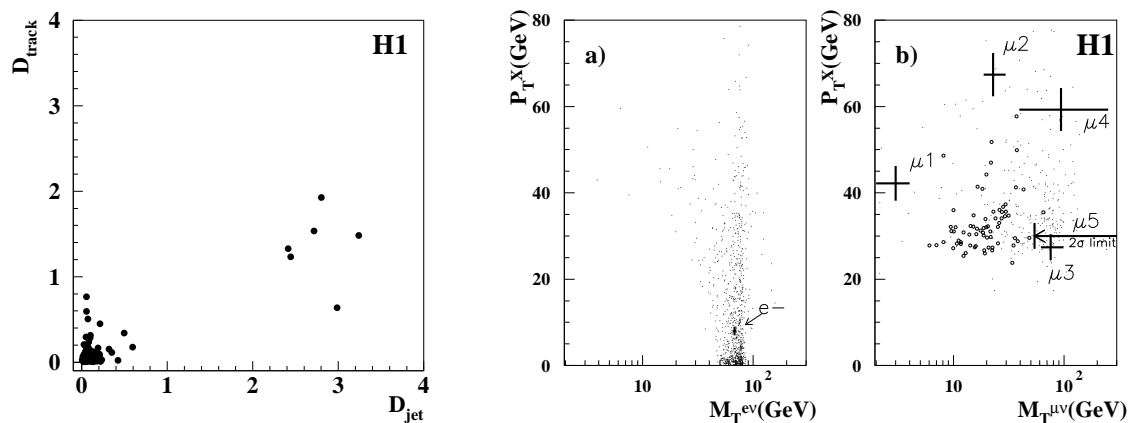 D_track
H1
4
3
2
1
0
0 1 2 3 4
D_jet
P_T^X(GeV)
80
60
40
20
0
a)
e−
10 10^2
M_T^eν(GeV)
P_T^X(GeV)
80
60
40
20
0
b)
H1
μ2
μ4
μ1
μ5
2σ limit
μ3
10 10^2
M_T^μν(GeV)